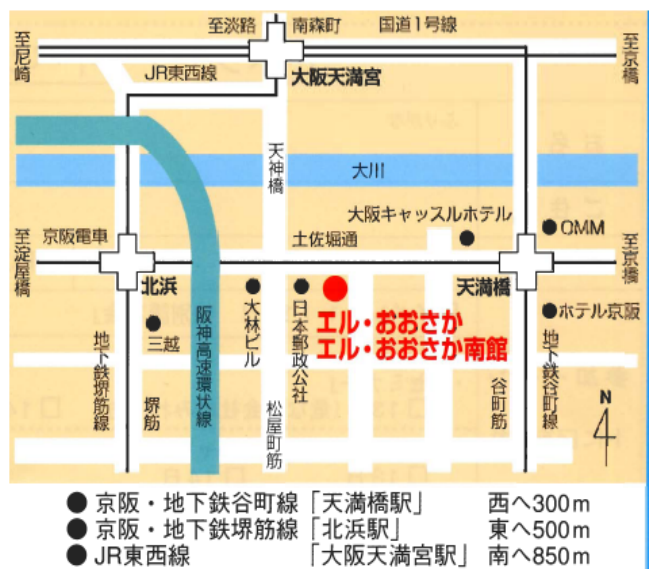 至淡路
南森町
国道1号線
至尼崎
至京橋
JR東西線
大阪天満宮
天神橋
大川
大阪キャッスルホテル
京阪電車
土佐堀通
OMM
至淀屋橋
至京橋
北浜
天満橋
大林ビル
日本郵政公社
ホテル京阪
エル・おおさか
エル・おおさか南館
三越
阪神高速環状線
地下鉄堺筋線
堺筋
松屋町筋
谷町筋
地下鉄谷町線
N
● 京阪・地下鉄谷町線「天満橋駅」 西へ300m
● 京阪・地下鉄堺筋線「北浜駅」 東へ500m
● JR東西線 「大阪天満宮駅」 南へ850m